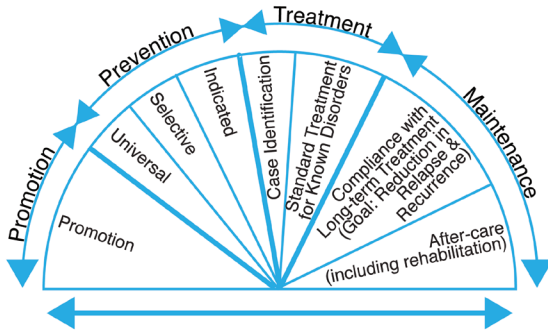 Promotion
Prevention
Treatment
Maintenance
Promotion
Universal
Selective
Indicated
Case Identification
Standard Treatment
for Known Disorders
Compliance with
Long-term Treatment
(Goal: Reduction in
Relapse &
Recurrence)
After-care
(including rehabilitation)